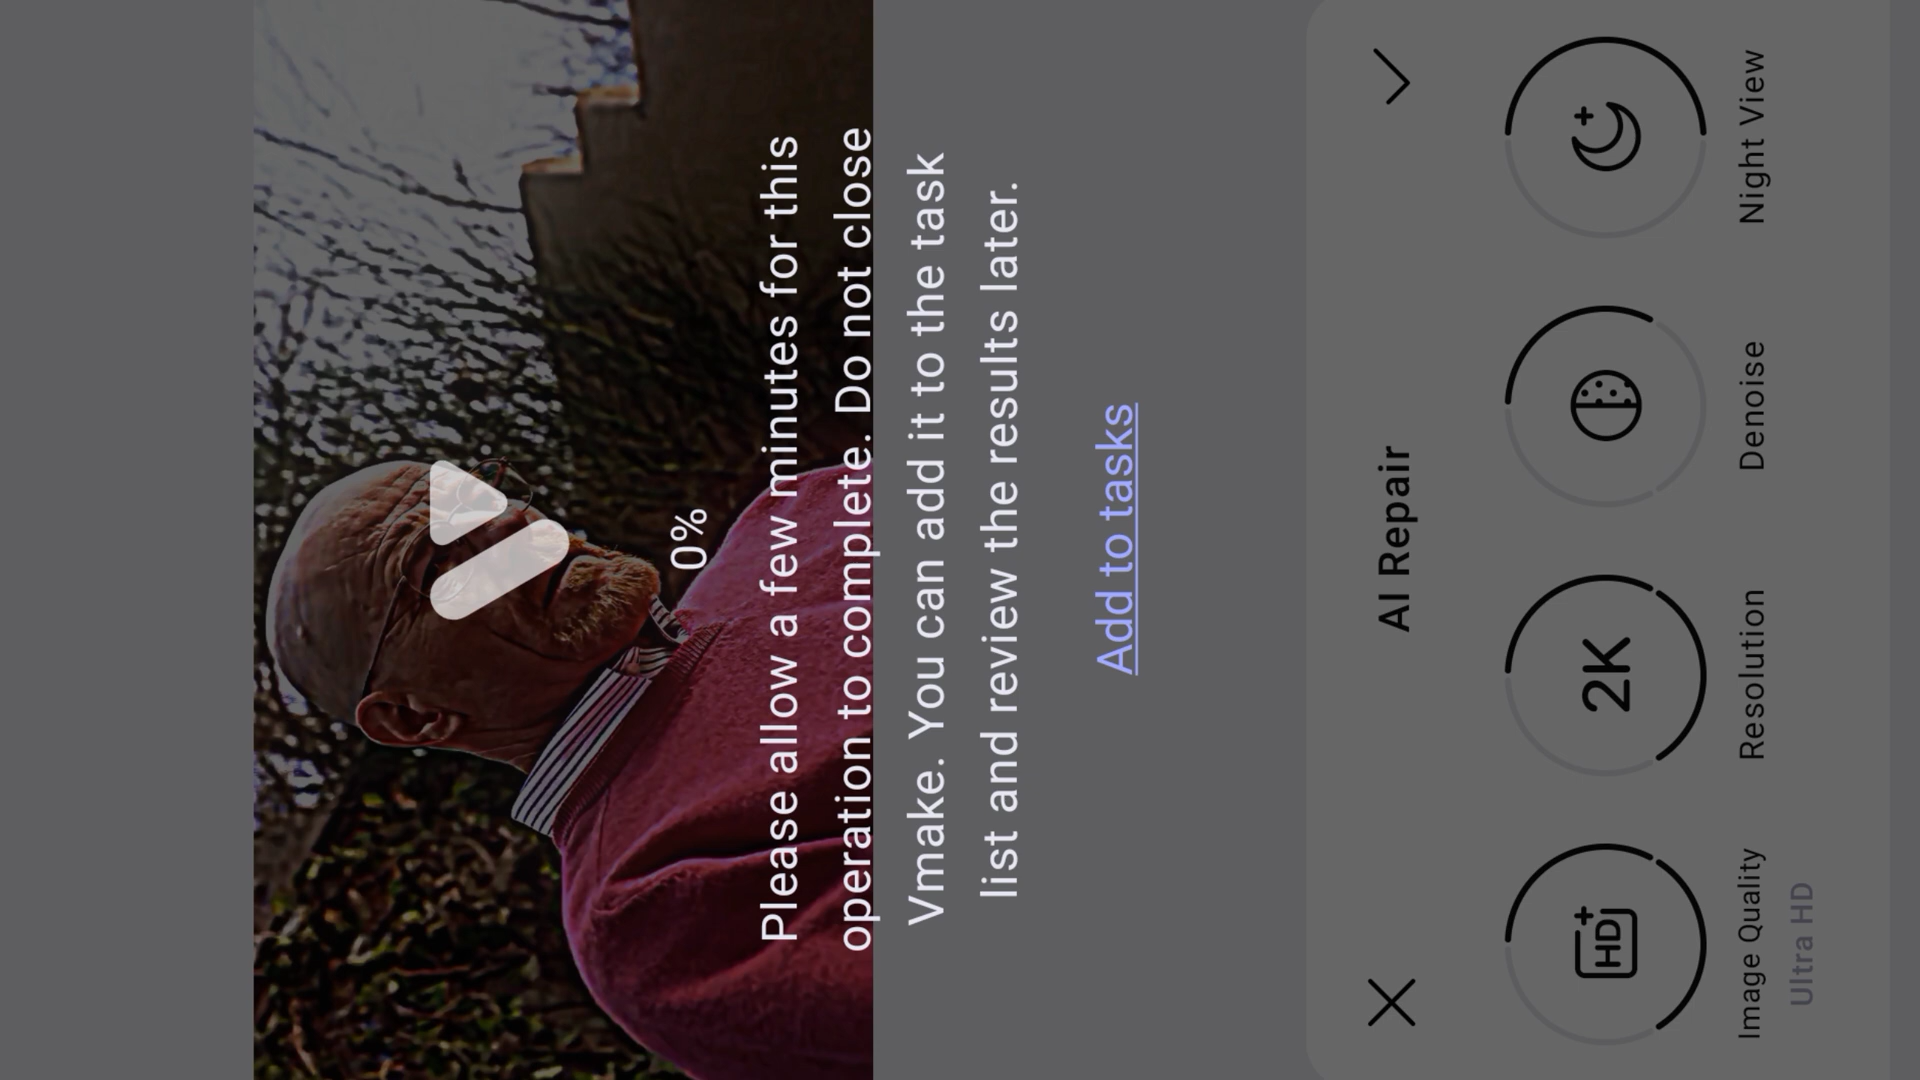 0%
Please allow a few minutes for this
operation to complete. Do not close
Vmake. You can add it to the task
list and review the results later.
Add to tasks
AI Repair
HD
2K
Image Quality
Resolution
Denoise
Night View
Ultra HD